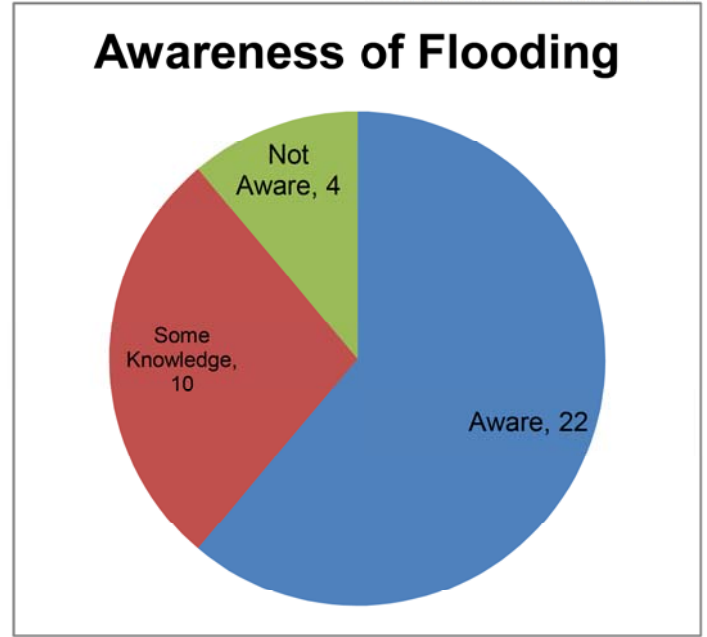 Awareness of Flooding
Not
Aware, 4
Some
Knowledge,
10
Aware, 22